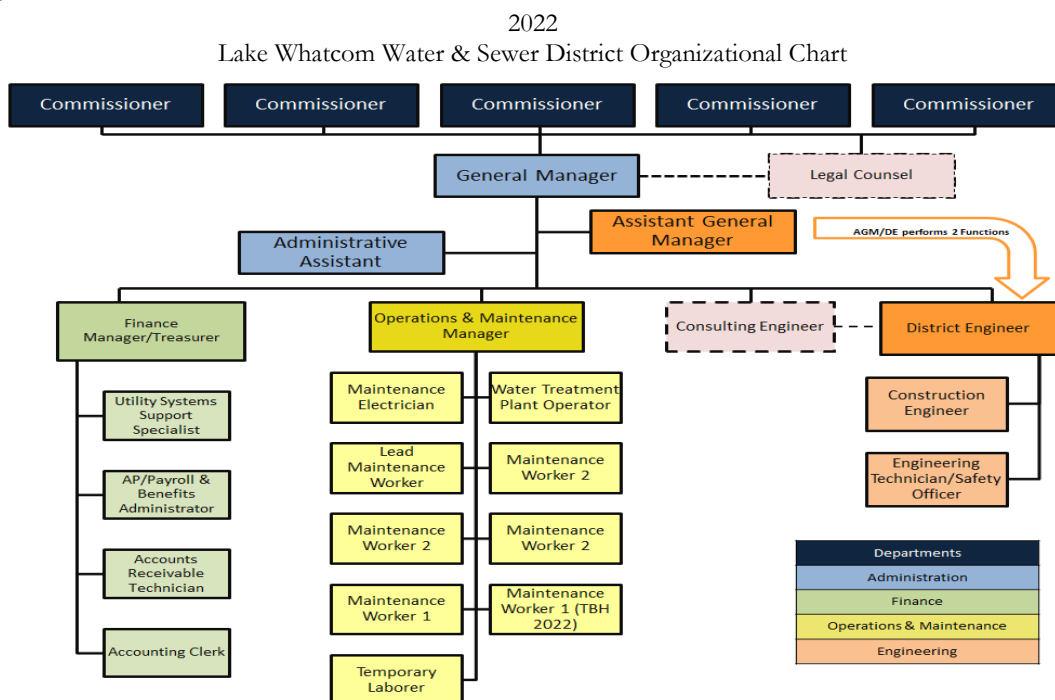 2022
Lake Whatcom Water & Sewer District Organizational Chart
Commissioner
Commissioner
Commissioner
Commissioner
Commissioner
General Manager
Legal Counsel
Assistant General
Manager
AGM/DE performs 2 Functions
Administrative
Assistant
Finance
Manager/Treasurer
Operations & Maintenance
Manager
Consulting Engineer
District Engineer
Utility Systems
Support
Specialist
AP/Payroll &
Benefits
Administrator
Accounts
Receivable
Technician
Accounting Clerk
Maintenance
Electrician
Water Treatment
Plant Operator
Lead
Maintenance
Worker
Maintenance
Worker 2
Maintenance
Worker 2
Maintenance
Worker 2
Maintenance
Worker 1
Maintenance
Worker 1 (TBH
2022)
Temporary
Laborer
Construction
Engineer
Engineering
Technician/Safety
Officer
Departments
Administration
Finance
Operations & Maintenance
Engineering